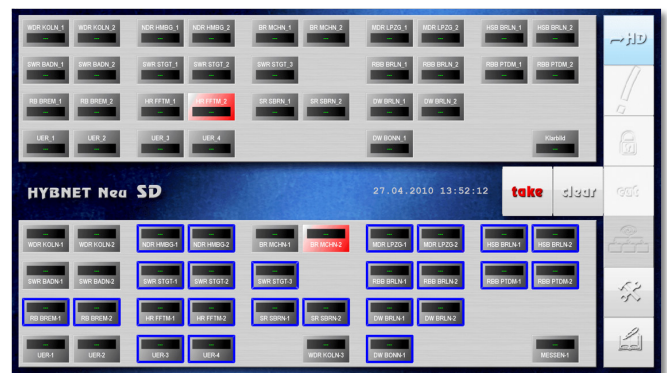 WDR KOLN_1 WDR KOLN_2 NDR HMBG_1 NDR HMBG_2 BR MCHN_1 BR MCHN_2 MDR LPZG_1 MDR LPZG_2 HSB BRLN_1 HSB BRLN_2
HD
SWR BADN_1 SWR BADN_2 SWR STGT_1 SWR STGT_2 SWR STGT_3 RBB BRLN_1 RBB BRLN_2 RBB PTDM_1 RBB PTDM_2
RB BREM_1 RB BREM_2 HR FFTM_1 HR FFTM_2 SR SBRN_1 SR SBRN_2 DW BRLN_1 DW BRLN_2
UER_1 UER_2 UER_3 UER_4 DW BONN_1 Klarbild
HYBNET Neu SD 27.04.2010 13:52:12 take clear
WDR KOLN-1 WDR KOLN-2 NDR HMBG-1 NDR HMBG-2 BR MCHN-1 BR MCHN-2 MDR LPZG-1 MDR LPZG-2 HSB BRLN-1 HSB BRLN-2
SWR BADN-1 SWR BADN-2 SWR STGT-1 SWR STGT-2 SWR STGT-3 RBB BRLN-1 RBB BRLN-2 RBB PTDM-1 RBB PTDM-2
RB BREM-1 RB BREM-2 HR FFTM-1 HR FFTM-2 SR SBRN-1 SR SBRN-2 DW BRLN-1 DW BRLN-2
UER-1 UER-2 UER-3 UER-4 WDR KOLN-3 DW BONN-1 MESSEN-1